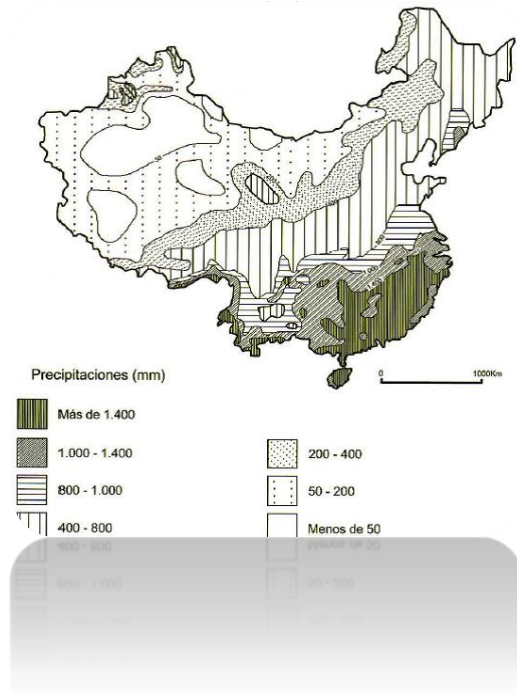 Precipitaciones (mm)
0 1000Km
Más de 1.400
1.000 - 1.400
800 - 1.000
400 - 800
200 - 400
50 - 200
Menos de 50